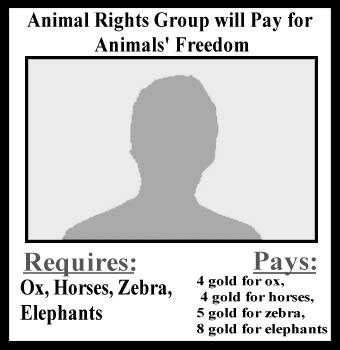 Animal Rights Group will Pay for
Animals' Freedom
Requires:
Ox, Horses, Zebra,
Elephants
Pays:
4 gold for ox,
4 gold for horses,
5 gold for zebra,
8 gold for elephants